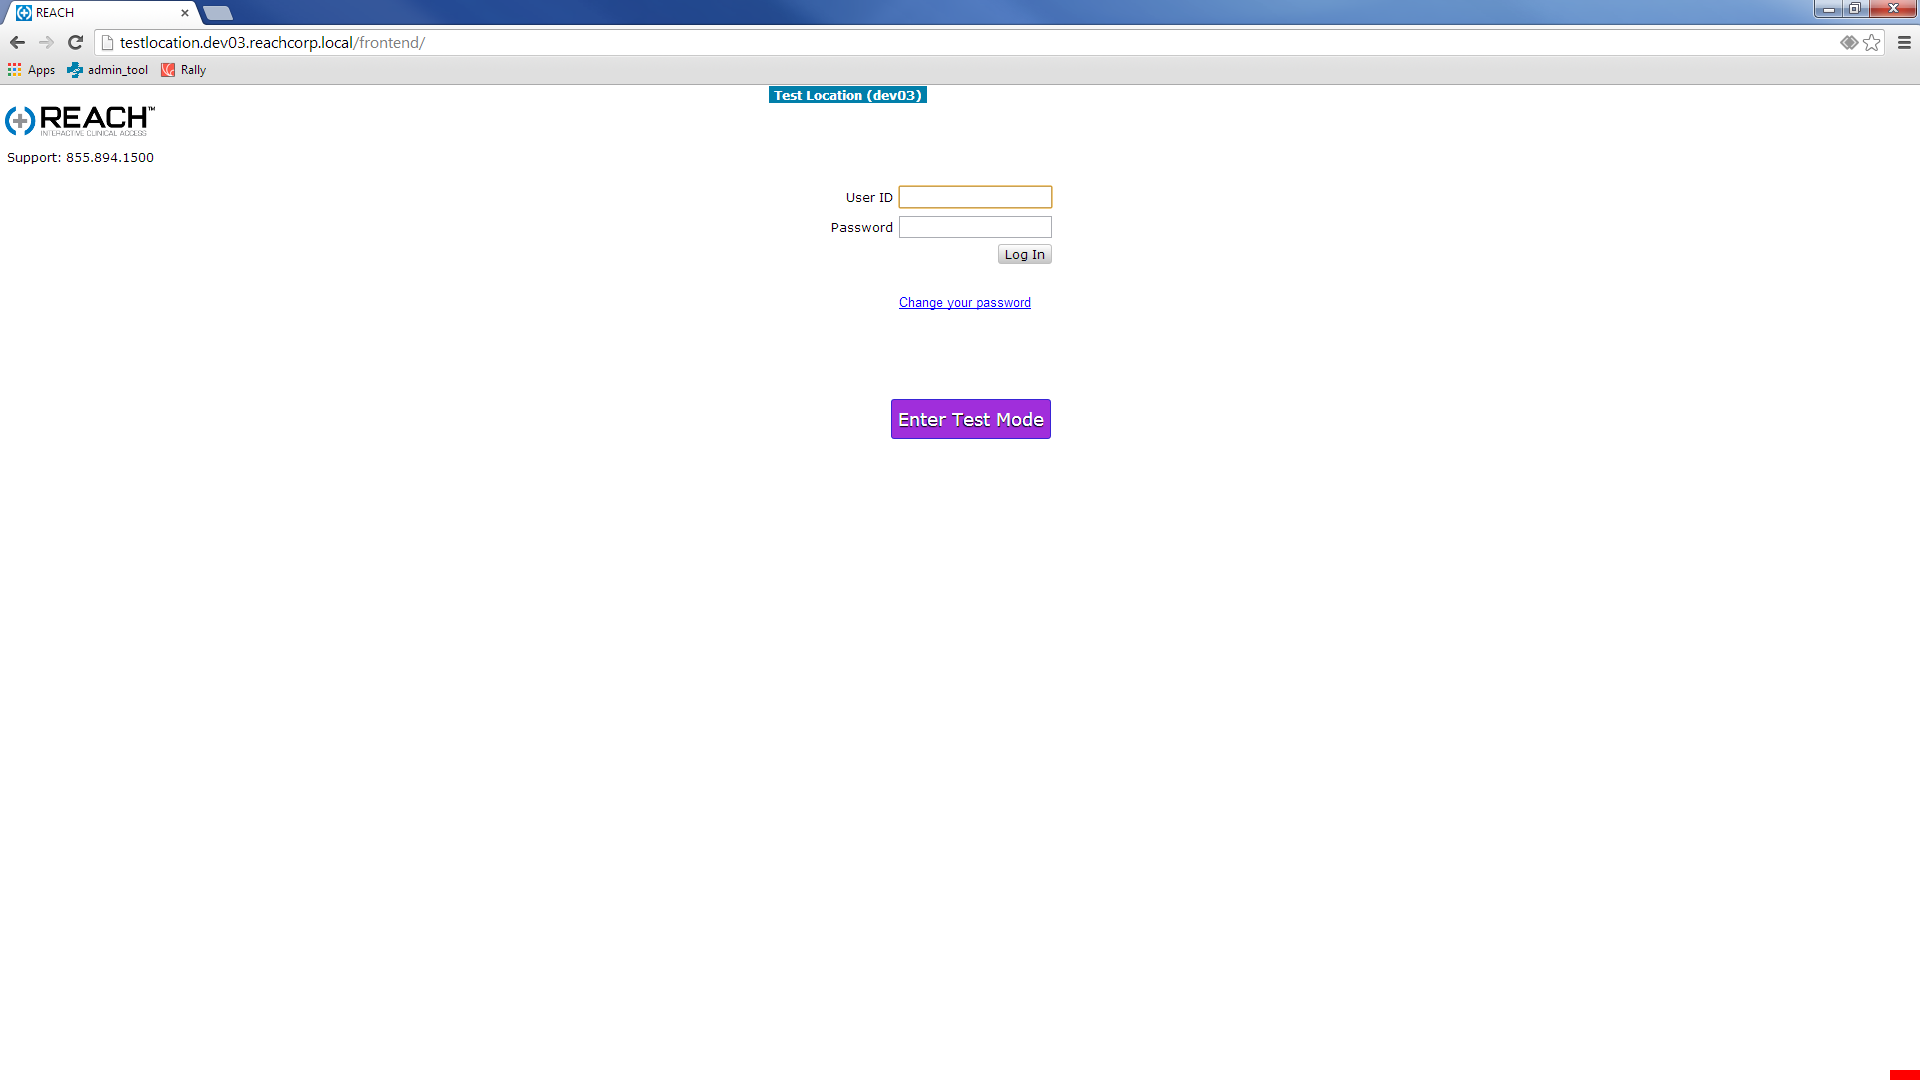 REACH
testlocation.dev03.reachcorp.local/frontend/
Apps admin_tool Rally
Test Location (dev03)
REACH™
INTERACTIVE CLINICAL ACCESS
Support: 855.894.1500
User ID
Password
Log In
Change your password
Enter Test Mode